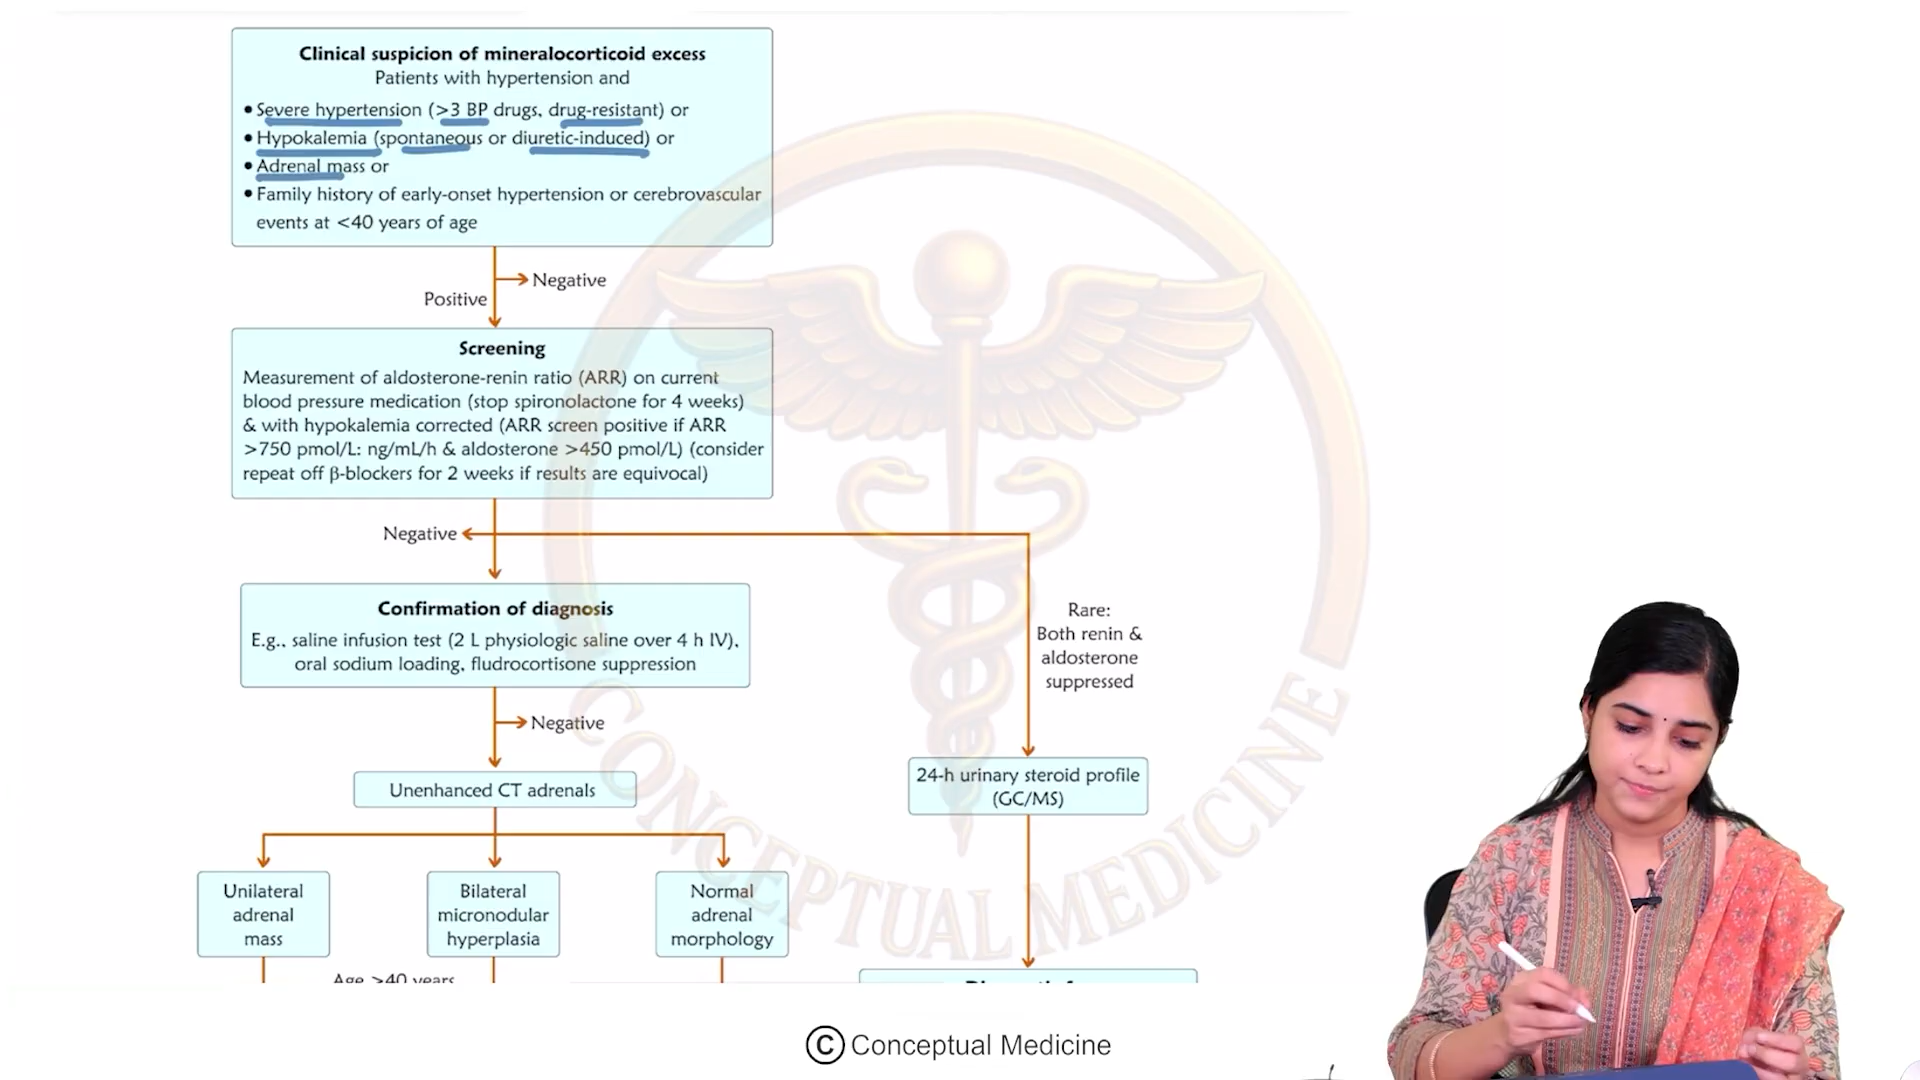 Clinical suspicion of mineralocorticoid excess
Patients with hypertension and
• Severe hypertension (>3 BP drugs, drug-resistant) or
• Hypokalemia (spontaneous or diuretic-induced) or
• Adrenal mass or
• Family history of early-onset hypertension or cerebrovascular
events at <40 years of age
Negative
Positive
Screening
Measurement of aldosterone-renin ratio (ARR) on current
blood pressure medication (stop spironolactone for 4 weeks)
& with hypokalemia corrected (ARR screen positive if ARR
>750 pmol/L: ng/mL/h & aldosterone >450 pmol/L) (consider
repeat off β-blockers for 2 weeks if results are equivocal)
Negative
Confirmation of diagnosis
E.g., saline infusion test (2 L physiologic saline over 4 h IV),
oral sodium loading, fludrocortisone suppression
Rare:
Both renin &
aldosterone
suppressed
Negative
Unenhanced CT adrenals
24-h urinary steroid profile
(GC/MS)
Unilateral
adrenal
mass
Bilateral
micronodular
hyperplasia
Normal
adrenal
morphology
Age >40 years
CONCEPTUAL MEDICINE
© Conceptual Medicine